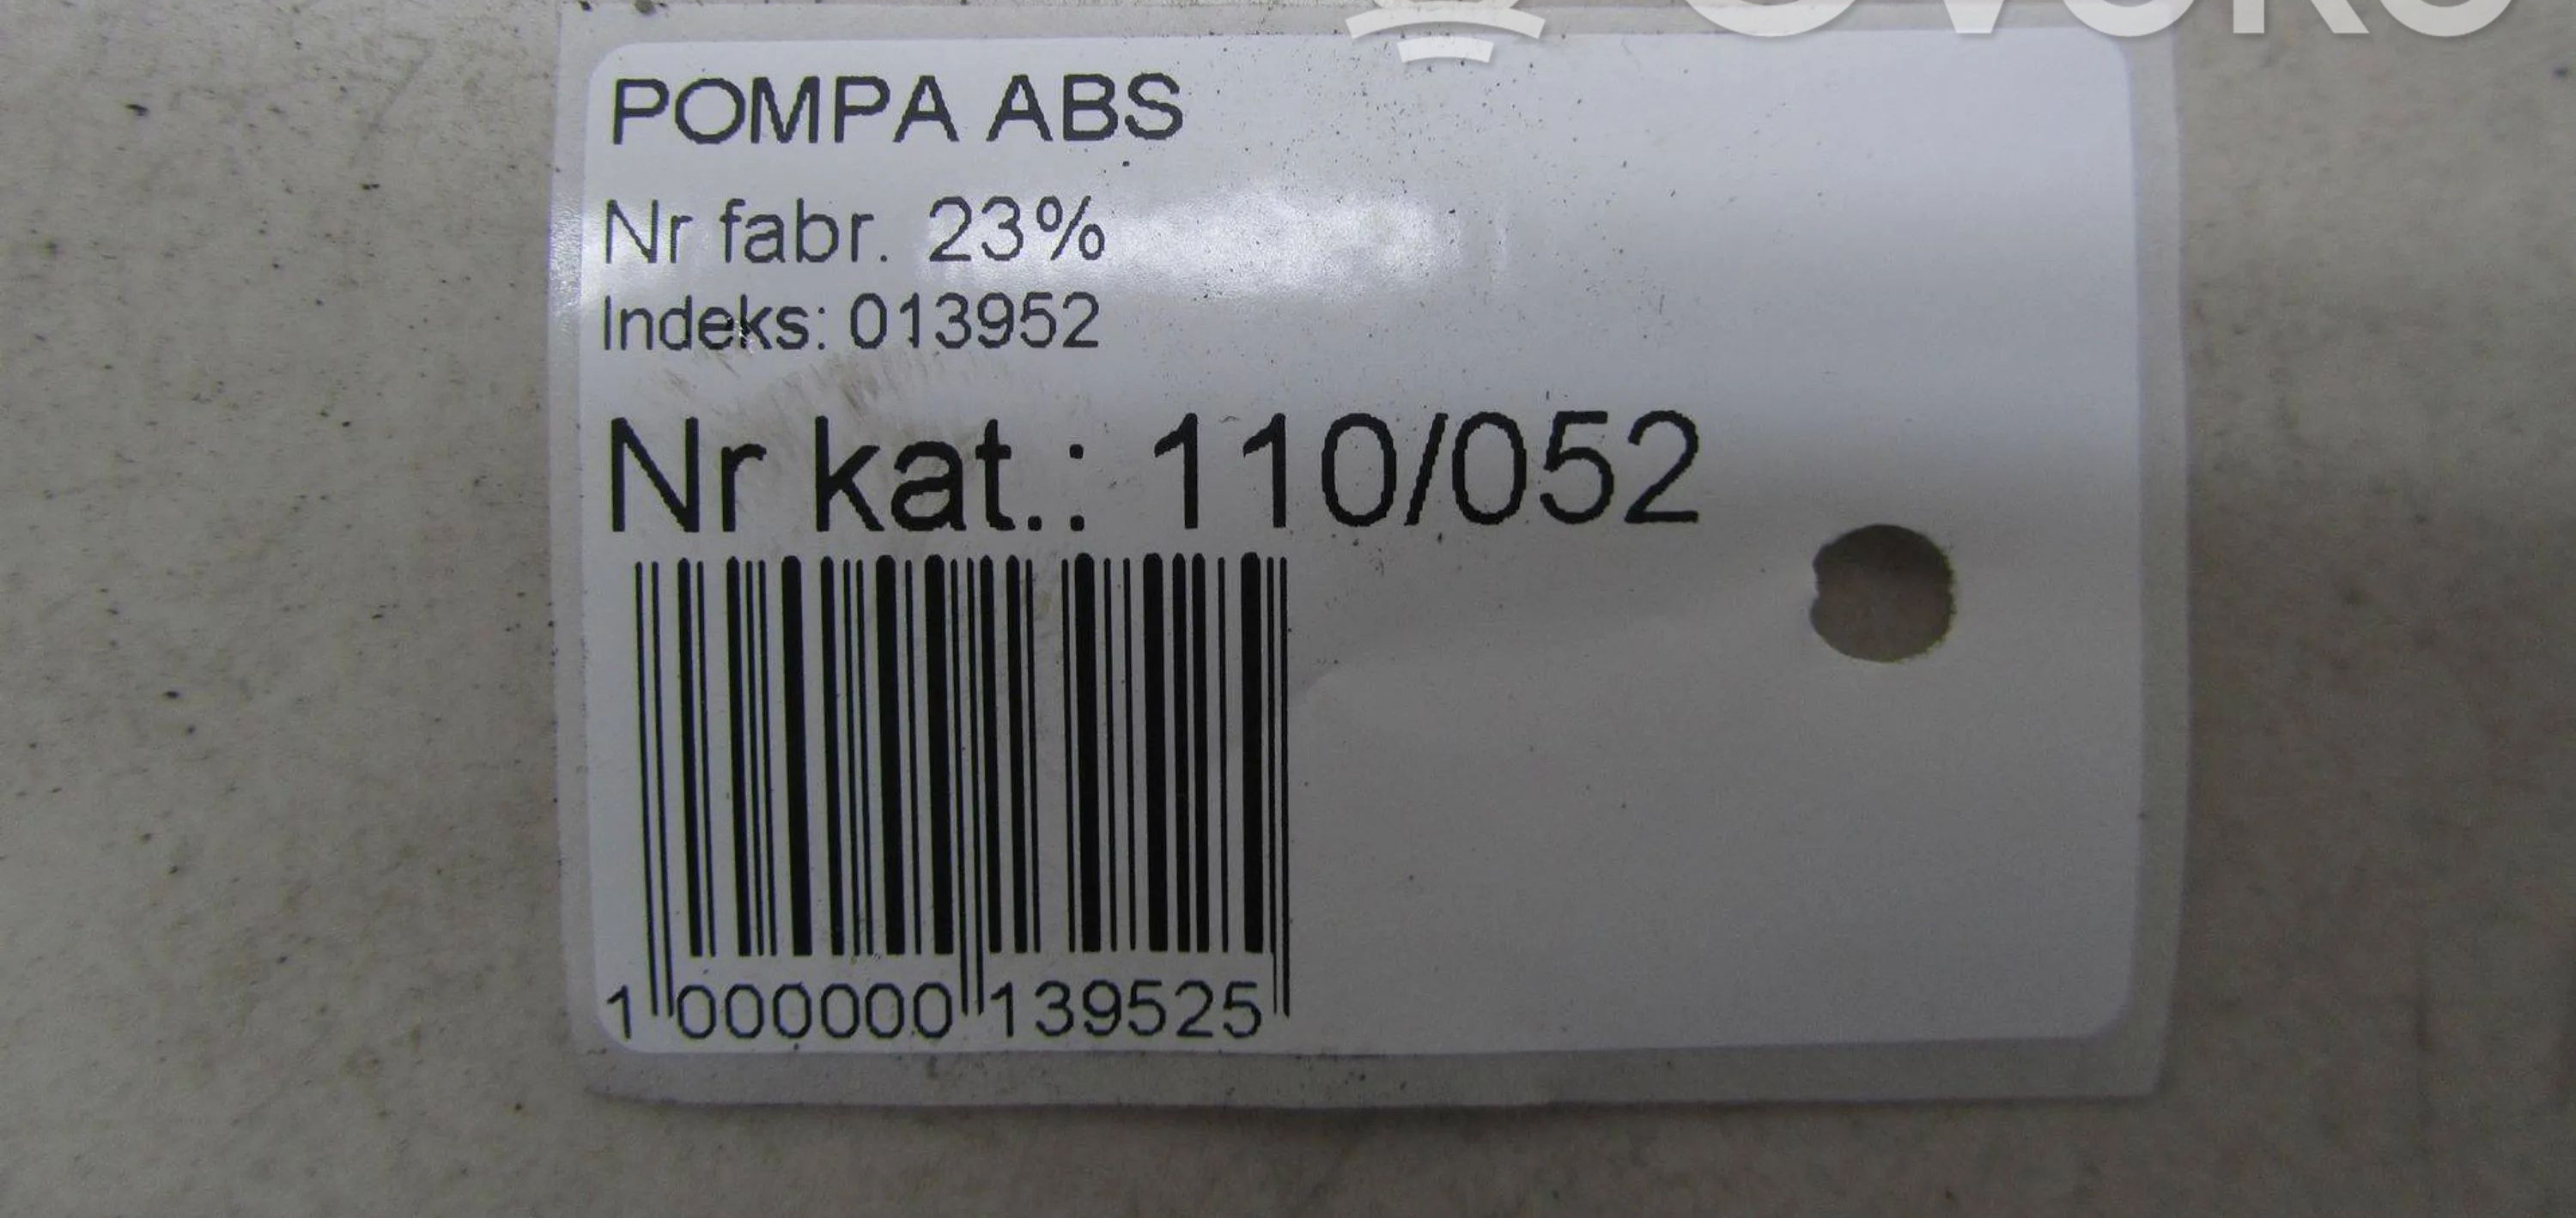 POMPA ABS
Nr fabr. 23%
Indeks: 013952
Nr kat.: 110/052
1 000000 139525